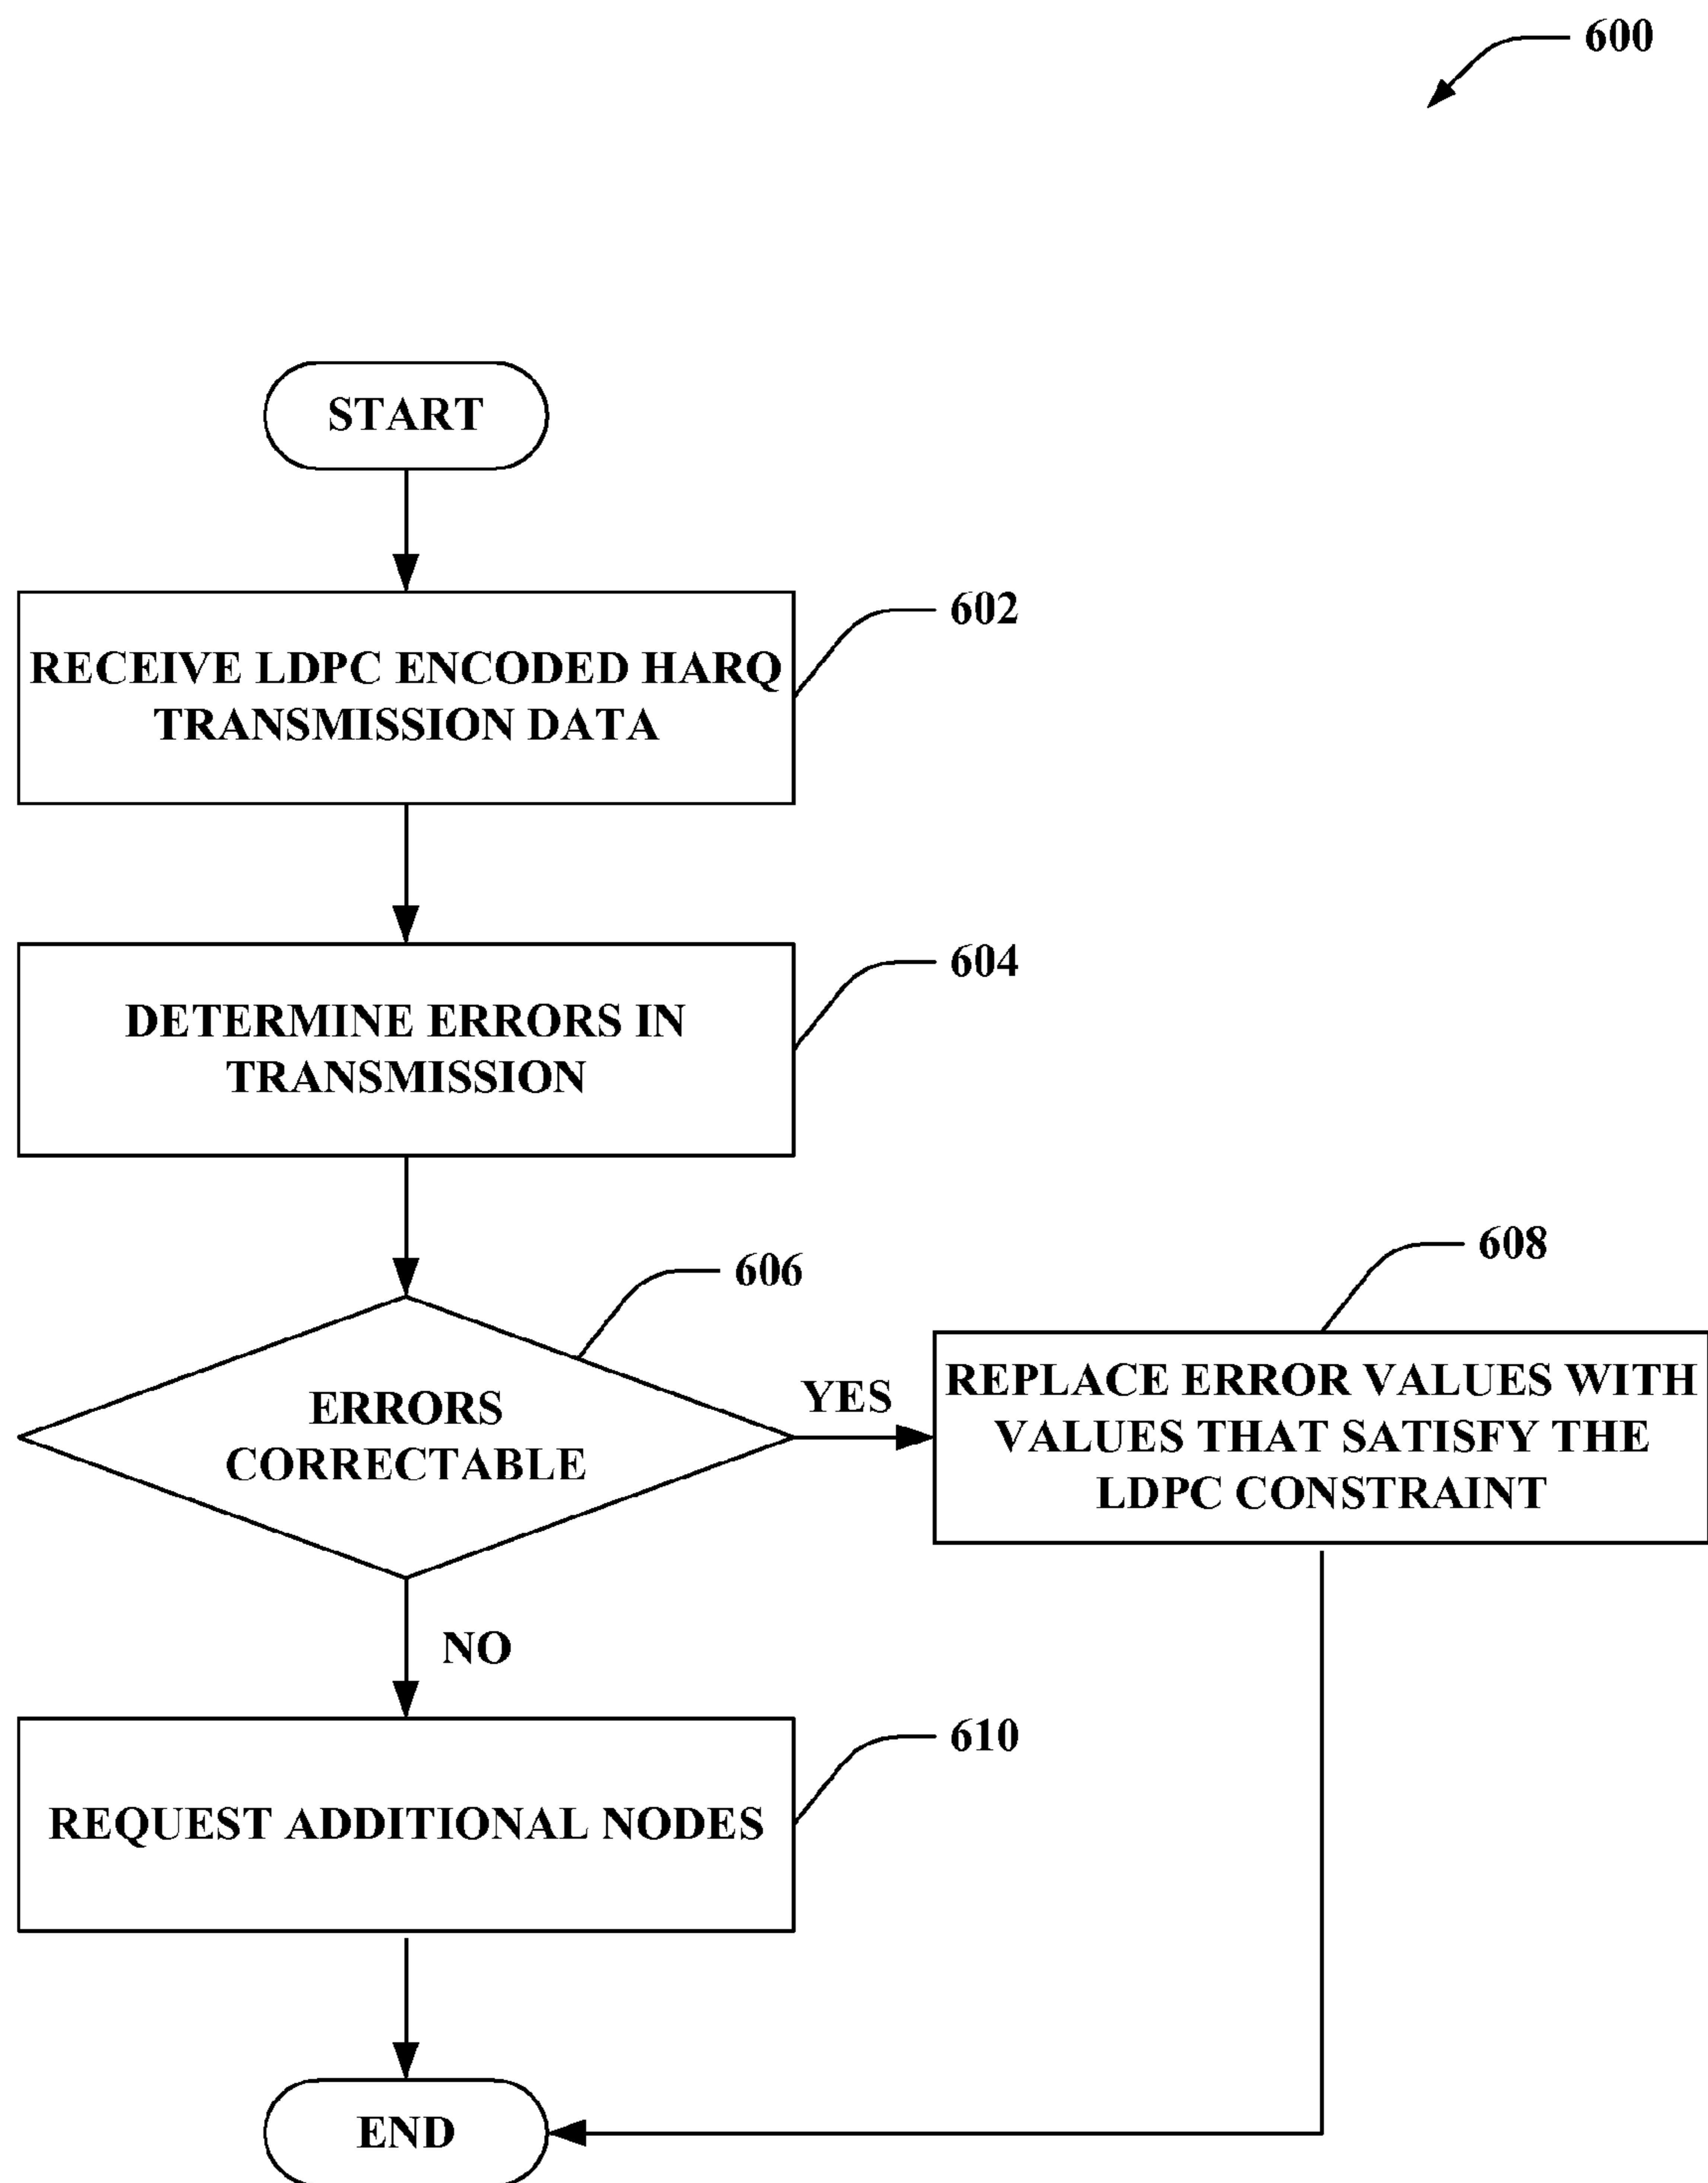 600
START
RECEIVE LDPC ENCODED HARQ
TRANSMISSION DATA
602
DETERMINE ERRORS IN
TRANSMISSION
604
ERRORS
CORRECTABLE
606
YES
REPLACE ERROR VALUES WITH
VALUES THAT SATISFY THE
LDPC CONSTRAINT
608
NO
REQUEST ADDITIONAL NODES
610
END